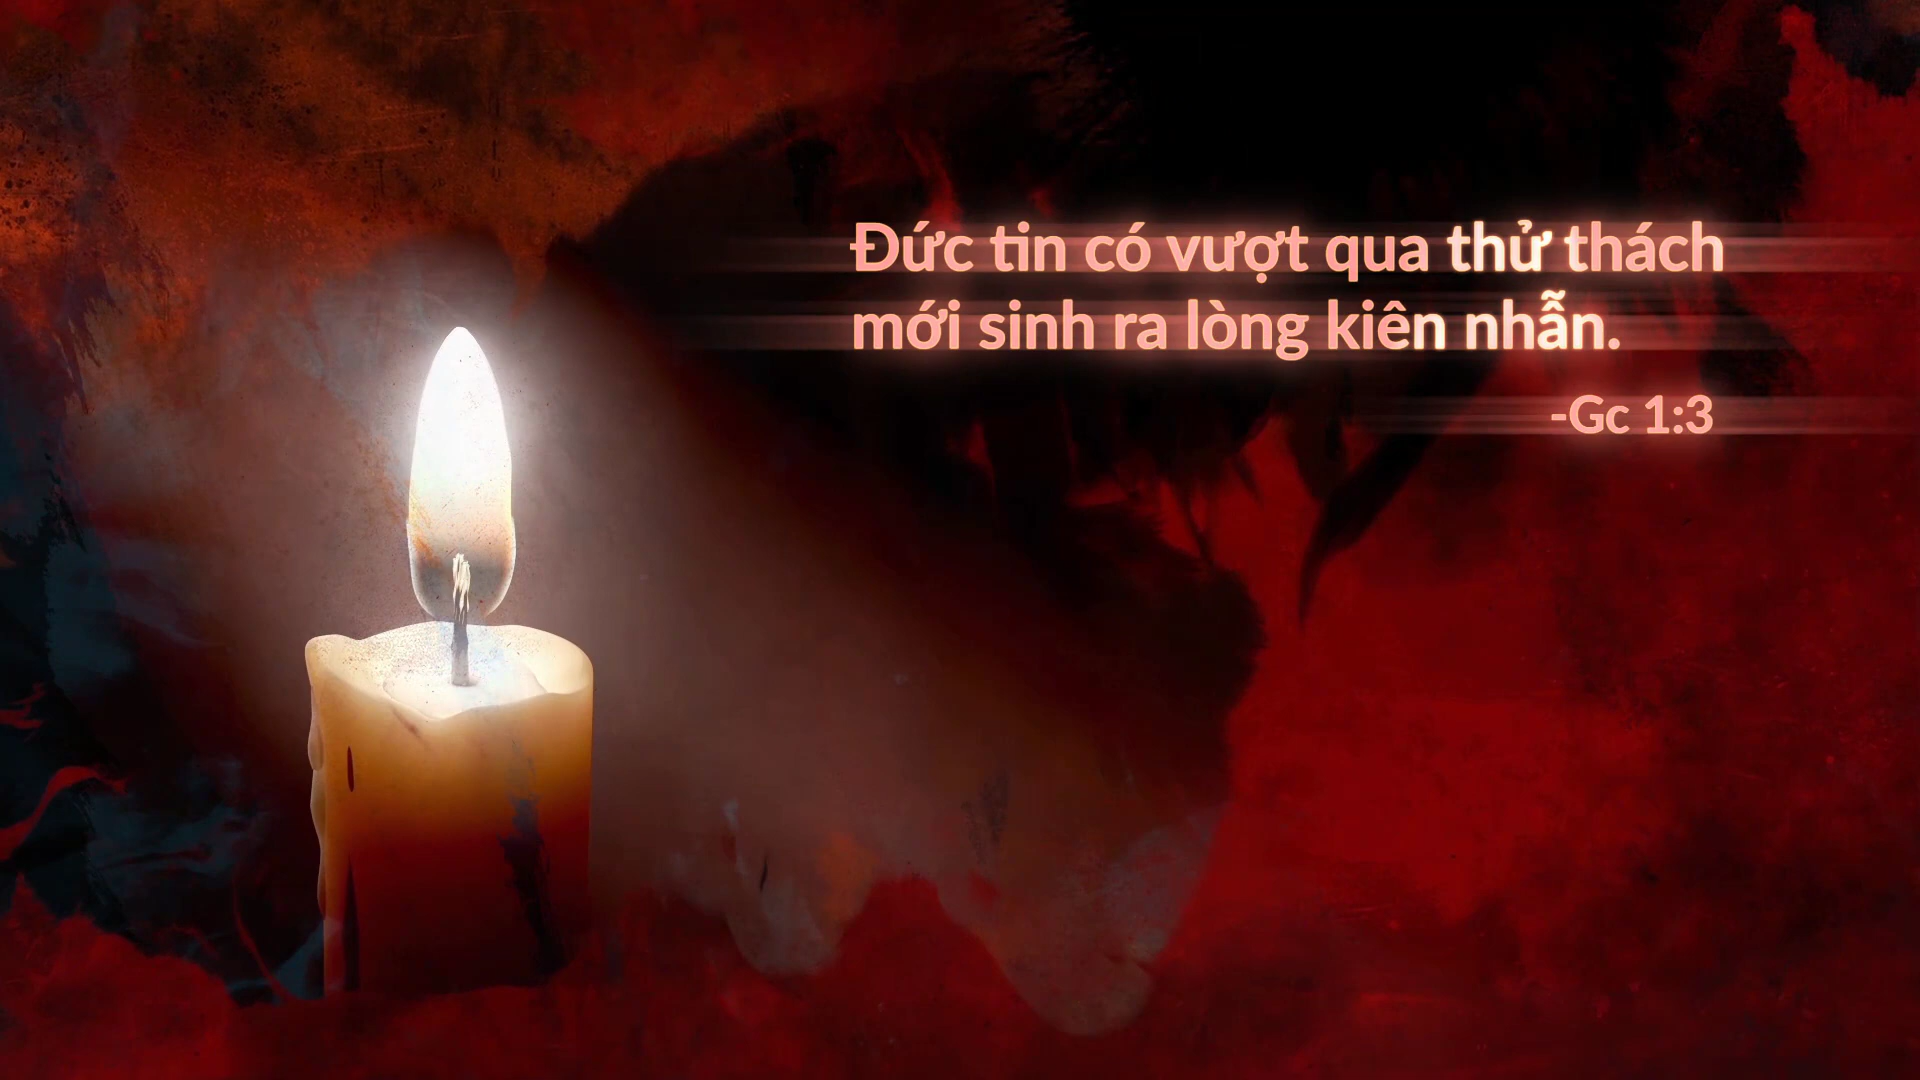 Đức tin có vượt qua thử thách
mới sinh ra lòng kiên nhẫn.
-Gc 1:3